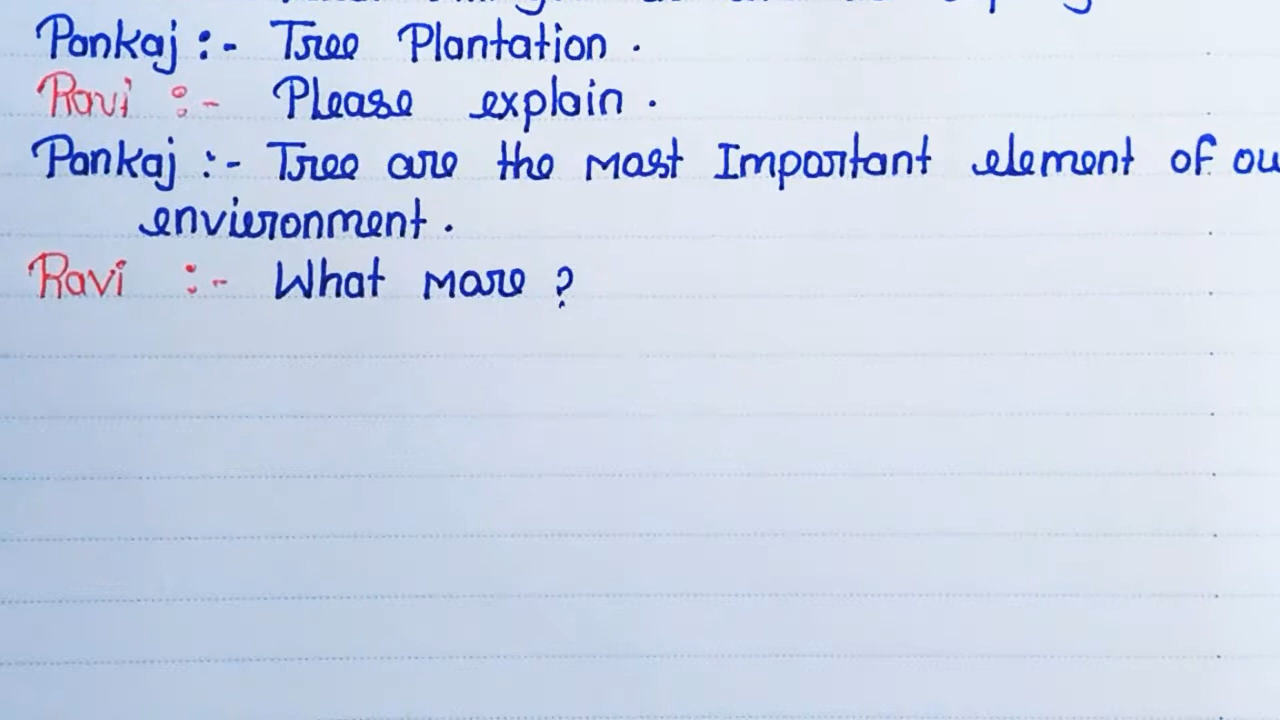 Pankaj :- Tree Plantation .
Ravi :- Please explain .
Pankaj :- Tree are the most Important element of ou
envieronment .
Ravi :- What more ?